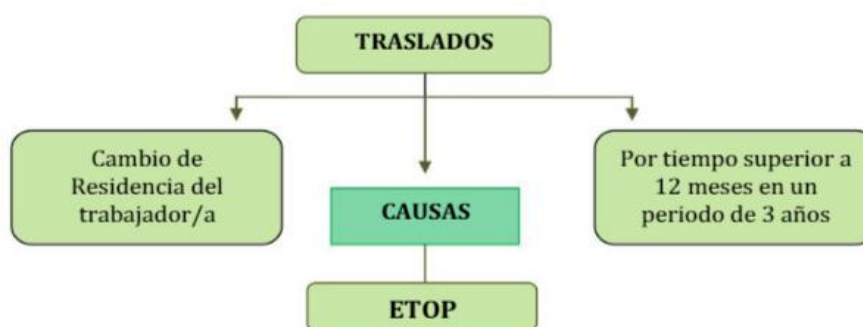 TRASLADOS
Cambio de
Residencia del
trabajador/a
CAUSAS
Por tiempo superior a
12 meses en un
periodo de 3 años
ETOP